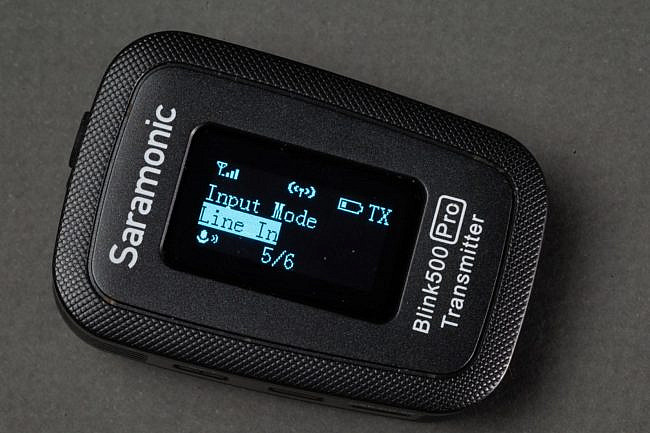 Saramonic
TX
Input Mode
Line In
5/6
Blink500 Pro
Transmitter